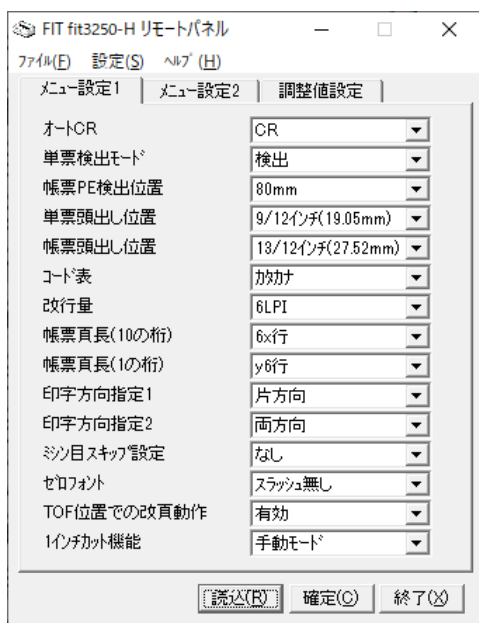 FIT fit3250-H リモートパネル
ファイル(F) 設定(S) ヘルプ(H)
メニュー設定1 メニュー設定2 調整値設定
オートCR CR
単票検出モード 検出
帳票PE検出位置 80mm
単票頭出し位置 9/12インチ(19.05mm)
帳票頭出し位置 13/12インチ(27.52mm)
コード表 カタカナ
改行量 6LPI
帳票頁長(10の桁) 6x行
帳票頁長(1の桁) y6行
印字方向指定1 片方向
印字方向指定2 両方向
ミシン目スキップ設定 なし
ゼロフォント スラッシュ無し
TOF位置での改頁動作 有効
1インチカット機能 手動モード
読込(R) 確定(C) 終了(X)